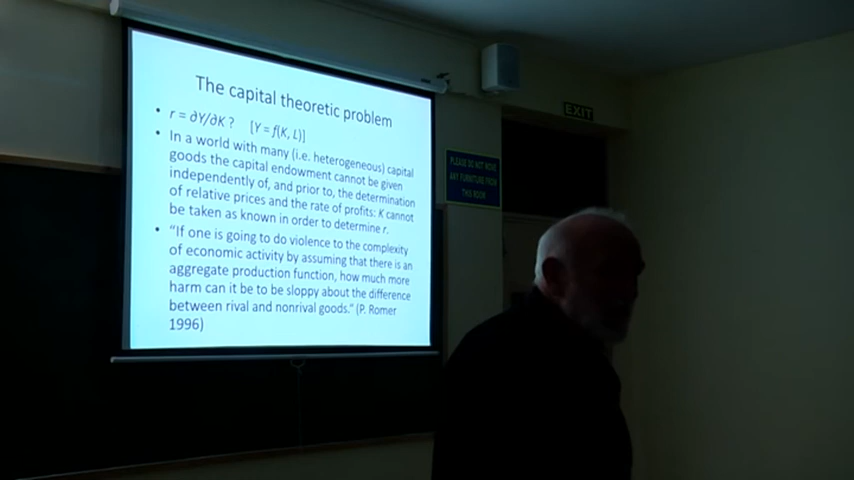 The capital theoretic problem
• r = ∂Y/∂K ? [Y = f(K, L)]
• In a world with many (i.e. heterogeneous) capital
goods the capital endowment cannot be given
independently of, and prior to, the determination
of relative prices and the rate of profits: K cannot
be taken as known in order to determine r.
• “If one is going to do violence to the complexity
of economic activity by assuming that there is an
aggregate production function, how much more
harm can it be to be sloppy about the difference
between rival and nonrival goods.” (P. Romer
1996)
EXIT
PLEASE DO NOT MOVE
ANY FURNITURE FROM
THIS ROOM